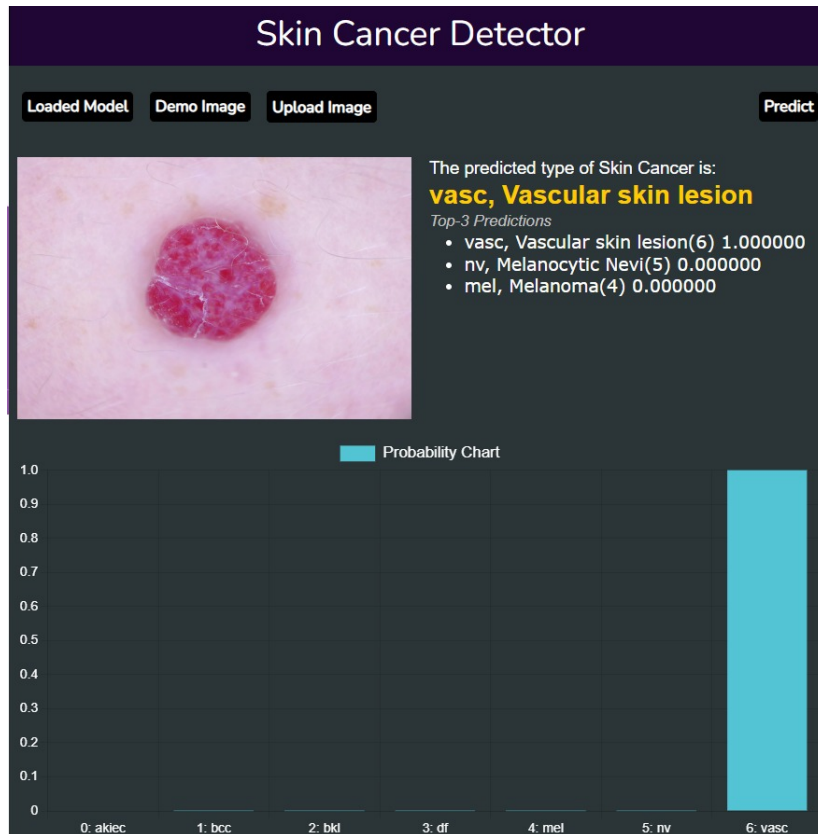 Skin Cancer Detector
Loaded Model Demo Image Upload Image Predict
The predicted type of Skin Cancer is:
vasc, Vascular skin lesion
Top-3 Predictions
• vasc, Vascular skin lesion(6) 1.000000
• nv, Melanocytic Nevi(5) 0.000000
• mel, Melanoma(4) 0.000000
Probability Chart
1.0
0.9
0.8
0.7
0.6
0.5
0.4
0.3
0.2
0.1
0
0: akiec 1: bcc 2: bkl 3: df 4: mel 5: nv 6: vasc